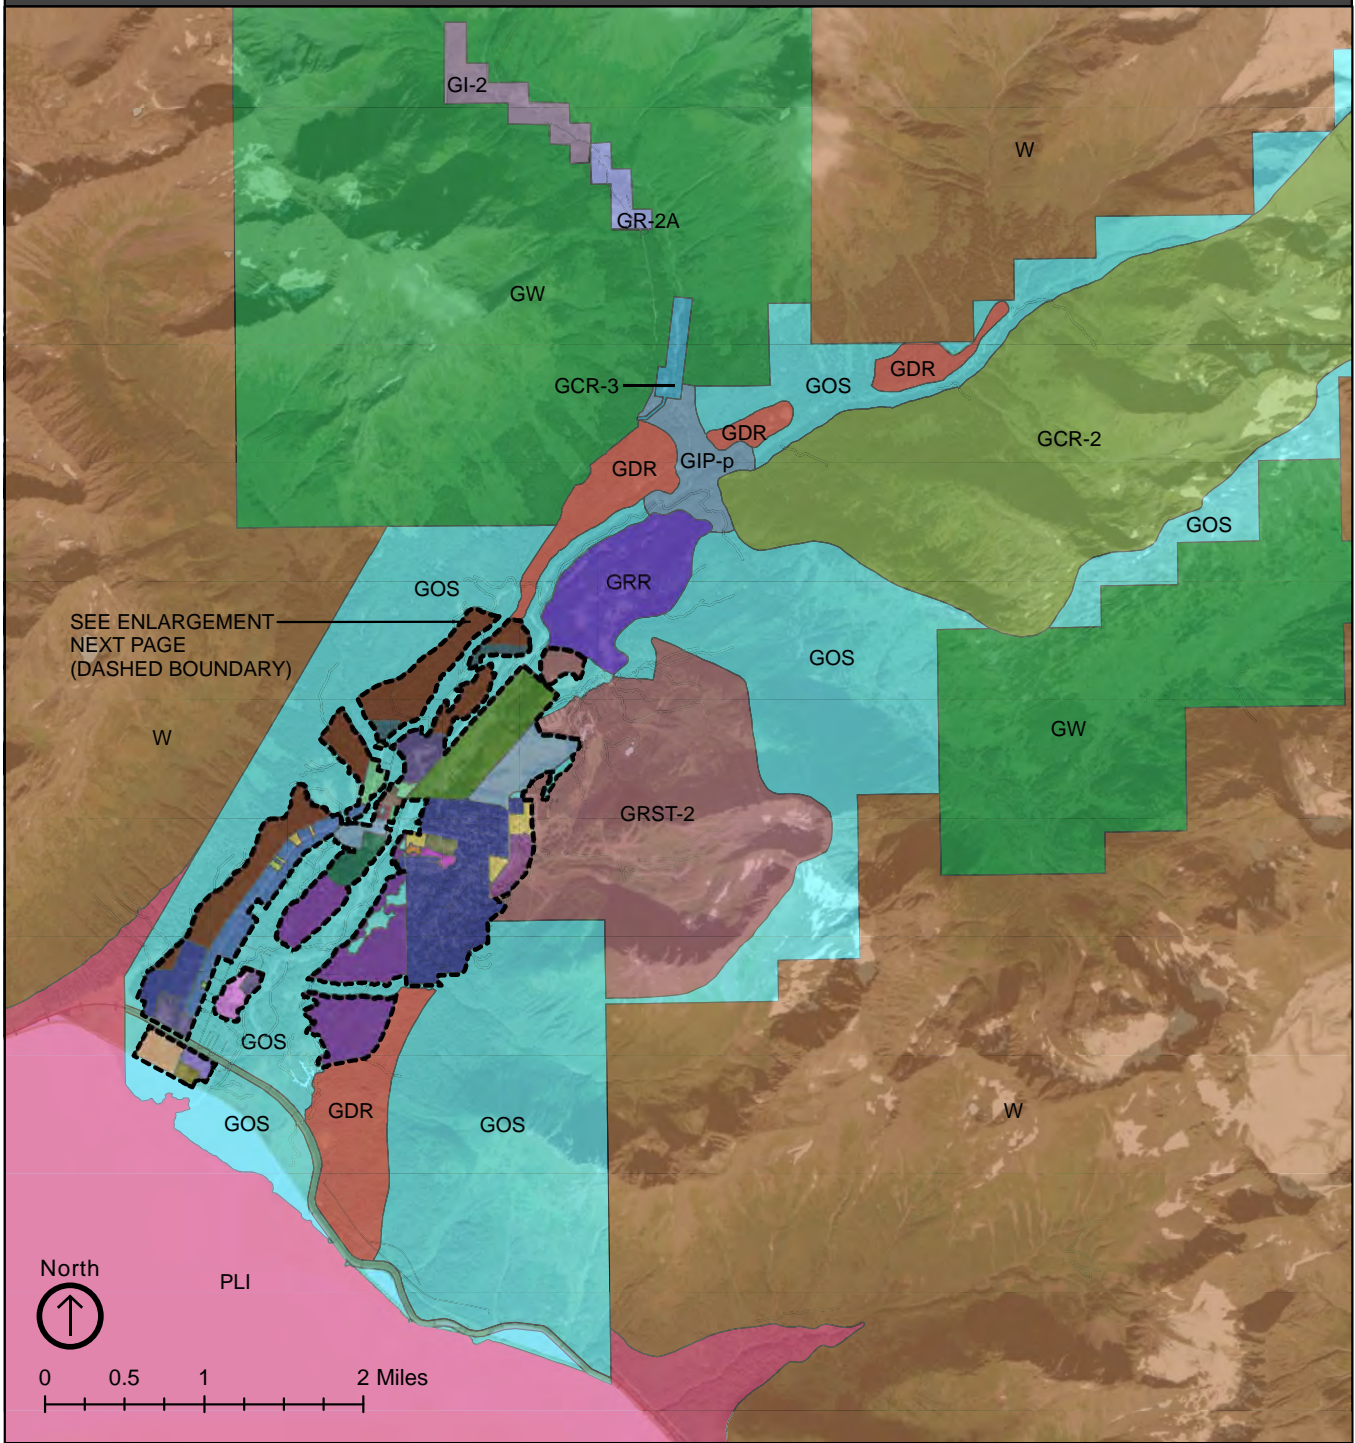 GI-2
W
GR-2A
GW
GCR-3
GOS
GDR
GDR
GCR-2
GDR
GIP-p
GOS
GOS
GRR
SEE ENLARGEMENT
NEXT PAGE
(DASHED BOUNDARY)
GOS
W
GW
GRST-2
GOS
GOS
GDR
GOS
W
North
PLI
0 0.5 1 2 Miles